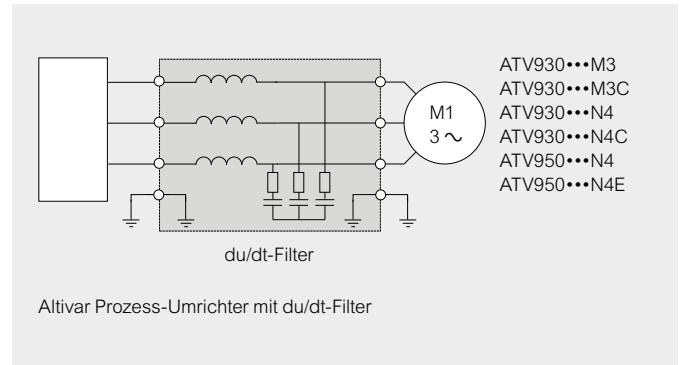 M1
3 ~
ATV930•••M3
ATV930•••M3C
ATV930•••N4
ATV930•••N4C
ATV950•••N4
ATV950•••N4E
du/dt-Filter
Altivar Prozess-Umrichter mit du/dt-Filter